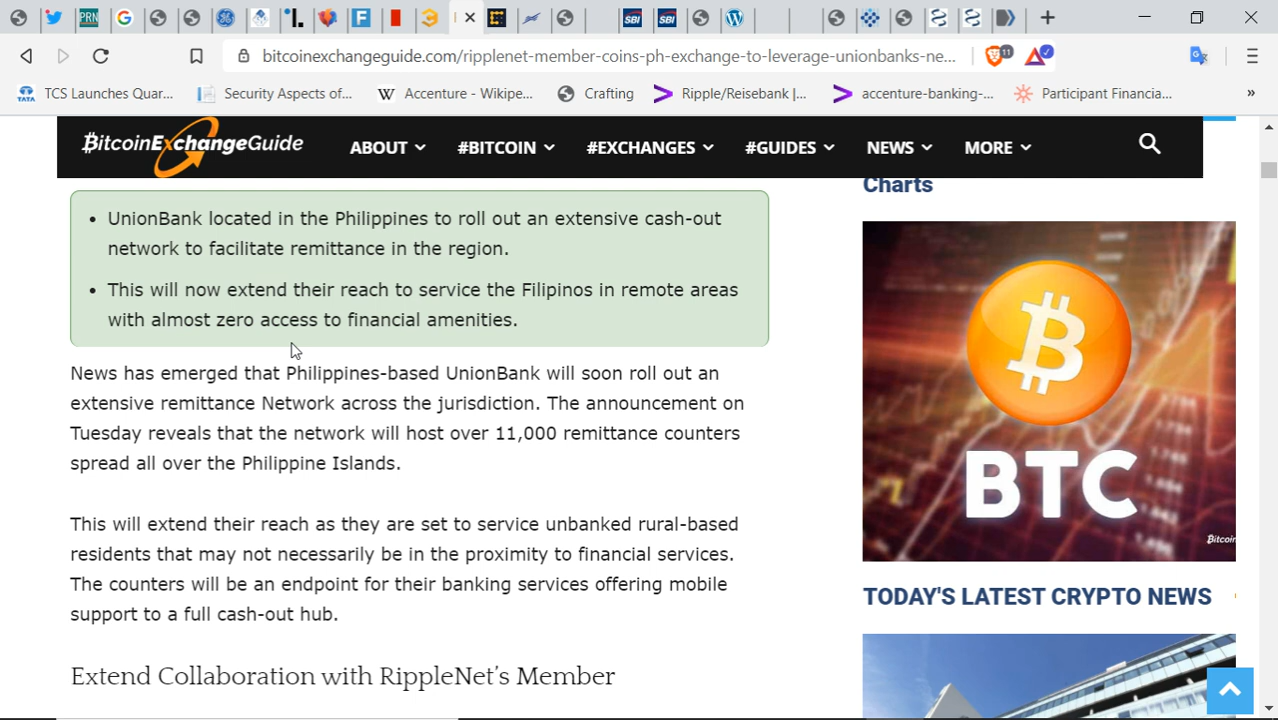 bitcoinexchangeguide.com/ripplenet-member-coins-ph-exchange-to-leverage-unionbanks-ne...
11
TCS Launches Quar...
Security Aspects of...
Accenture - Wikipe...
Crafting
Ripple/Reisebank |...
accenture-banking-...
Participant Financia...
»
BitcoinExchangeGuide
ABOUT
#BITCOIN
#EXCHANGES
#GUIDES
NEWS
MORE
• UnionBank located in the Philippines to roll out an extensive cash-out
network to facilitate remittance in the region.
• This will now extend their reach to service the Filipinos in remote areas
with almost zero access to financial amenities.
News has emerged that Philippines-based UnionBank will soon roll out an
extensive remittance Network across the jurisdiction. The announcement on
Tuesday reveals that the network will host over 11,000 remittance counters
spread all over the Philippine Islands.
This will extend their reach as they are set to service unbanked rural-based
residents that may not necessarily be in the proximity to financial services.
The counters will be an endpoint for their banking services offering mobile
support to a full cash-out hub.
Extend Collaboration with RippleNet's Member
Charts
BTC
Bitcoin
TODAY'S LATEST CRYPTO NEWS